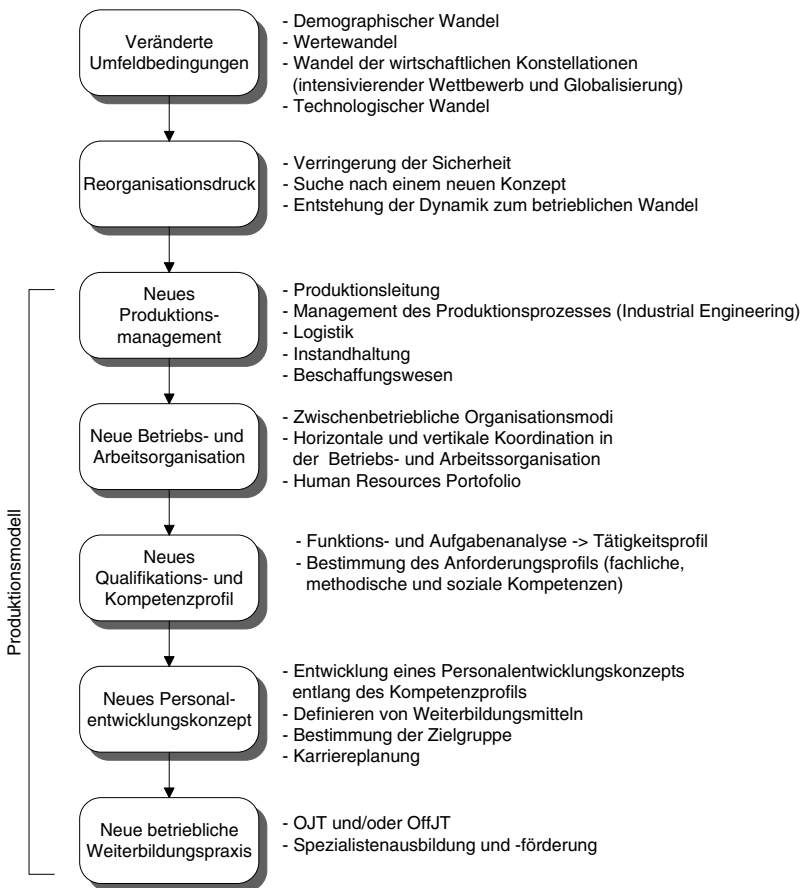 Veränderte
Umfeldbedingungen
- Demographischer Wandel
- Wertewandel
- Wandel der wirtschaftlichen Konstellationen
(intensivierender Wettbewerb und Globalisierung)
- Technologischer Wandel
Reorganisationsdruck
- Verringerung der Sicherheit
- Suche nach einem neuen Konzept
- Entstehung der Dynamik zum betrieblichen Wandel
Produktionsmodell
Neues
Produktions-
management
- Produktionsleitung
- Management des Produktionsprozesses (Industrial Engineering)
- Logistik
- Instandhaltung
- Beschaffungswesen
Neue Betriebs- und
Arbeitsorganisation
- Zwischenbetriebliche Organisationsmodi
- Horizontale und vertikale Koordination in
der Betriebs- und Arbeitssorganisation
- Human Resources Portofolio
Neues
Qualifikations- und
Kompetenzprofil
- Funktions- und Aufgabenanalyse -> Tätigkeitsprofil
- Bestimmung des Anforderungsprofils (fachliche,
methodische und soziale Kompetenzen)
Neues Personal-
entwicklungskonzept
- Entwicklung eines Personalentwicklungskonzepts
entlang des Kompetenzprofils
- Definieren von Weiterbildungsmitteln
- Bestimmung der Zielgruppe
- Karriereplanung
Neue betriebliche
Weiterbildungspraxis
- OJT und/oder OffJT
- Spezialistenausbildung und -förderung